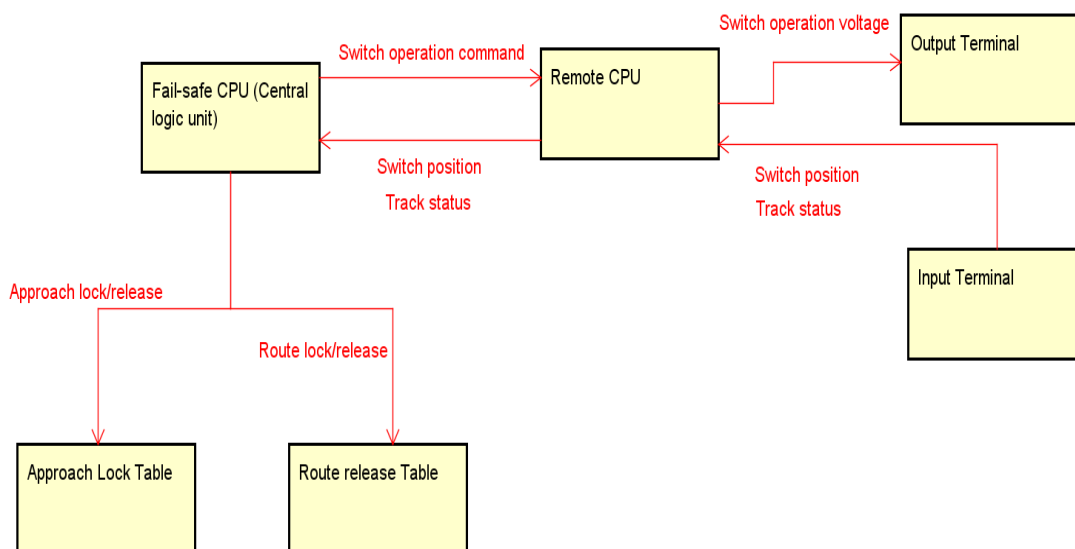 Switch operation voltage
Output Terminal
Switch operation command
Fail-safe CPU (Central
logic unit)
Remote CPU
Switch position
Track status
Switch position
Track status
Input Terminal
Approach lock/release
Route lock/release
Approach Lock Table
Route release Table